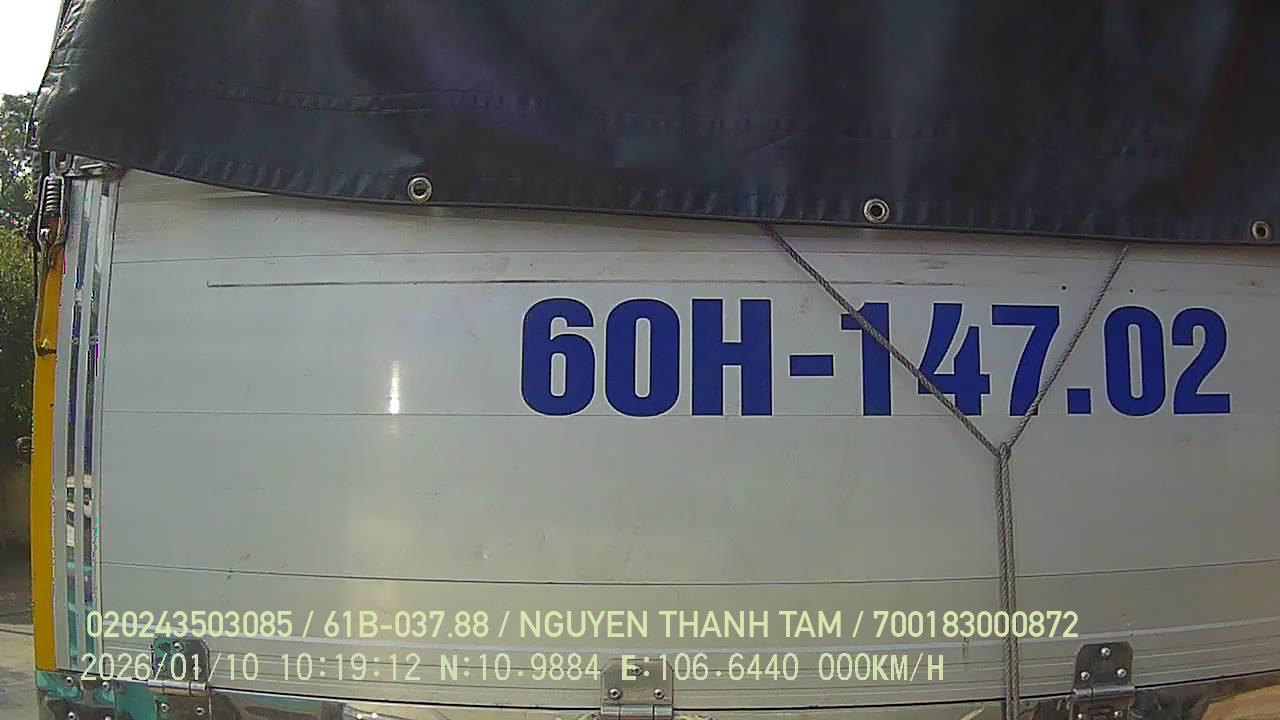 60H-147.02
020243503085 / 61B-037.88 / NGUYEN THANH TAM / 700183000872
2026/01/10 10:19:12 N:10.9884 E:106.6440 000KM/H